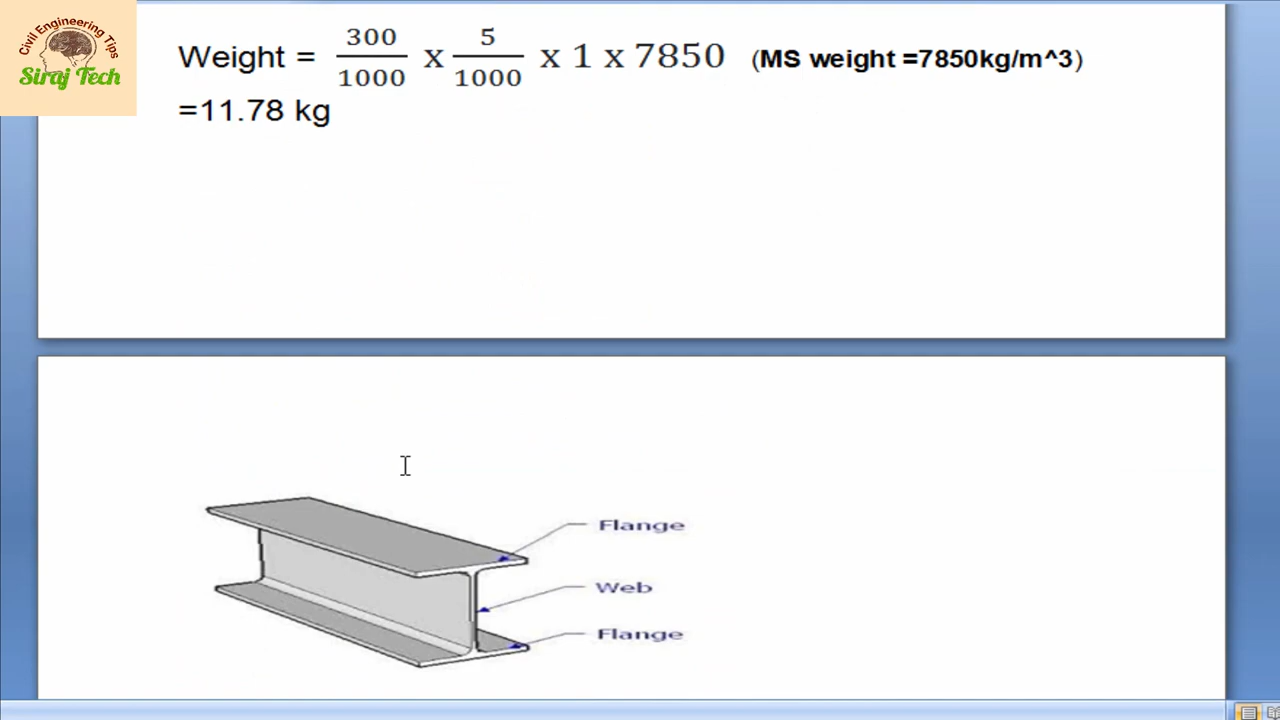 Civil Engineering Tips
Siraj Tech
Weight = 300/1000 x 5/1000 x 1 x 7850 (MS weight =7850kg/m^3)
=11.78 kg
Flange
Web
Flange